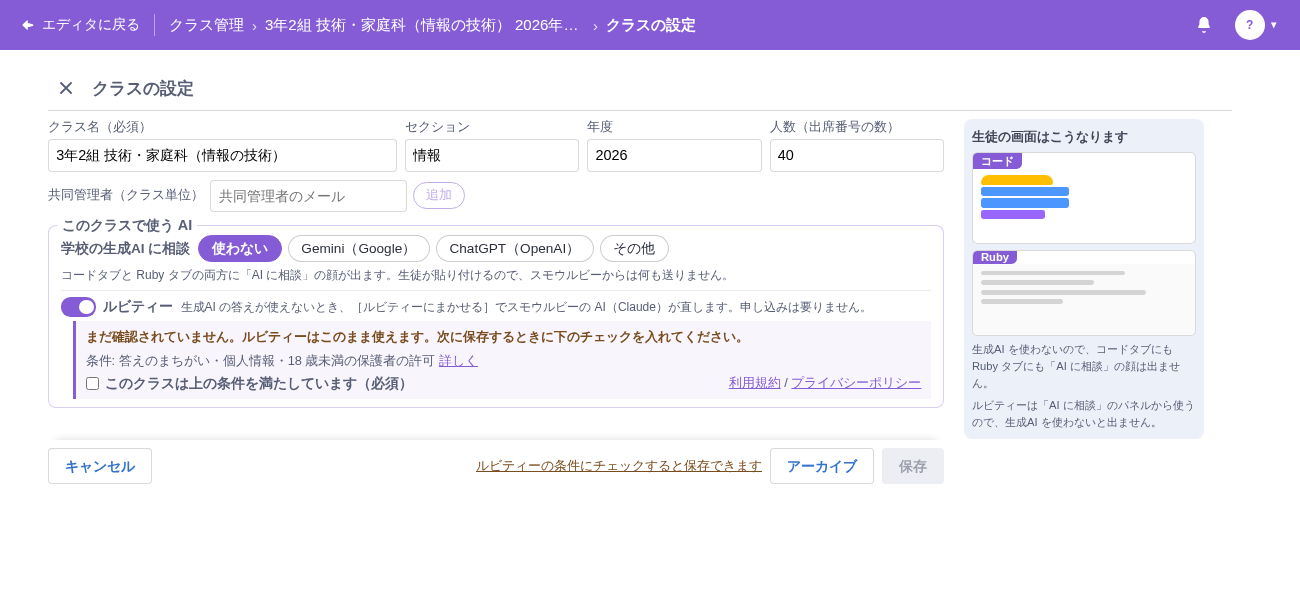 エディタに戻る
クラス管理 › 3年2組 技術・家庭科（情報の技術） 2026年… › クラスの設定
?
クラスの設定
クラス名（必須）
セクション
年度
人数（出席番号の数）
3年2組 技術・家庭科（情報の技術）
情報
2026
40
共同管理者（クラス単位）
共同管理者のメール
追加
このクラスで使う AI
学校の生成AI に相談
使わない
Gemini（Google）
ChatGPT（OpenAI）
その他
コードタブと Ruby タブの両方に「AI に相談」の顔が出ます。生徒が貼り付けるので、スモウルビーからは何も送りません。
ルビティー
生成AI の答えが使えないとき、［ルビティーにまかせる］でスモウルビーの AI（Claude）が直します。申し込みは要りません。
まだ確認されていません。ルビティーはこのまま使えます。次に保存するときに下のチェックを入れてください。
条件: 答えのまちがい・個人情報・18 歳未満の保護者の許可 詳しく
このクラスは上の条件を満たしています（必須）
利用規約 / プライバシーポリシー
キャンセル
ルビティーの条件にチェックすると保存できます
アーカイブ
保存
生徒の画面はこうなります
コード
Ruby
生成AI を使わないので、コードタブにも
Ruby タブにも「AI に相談」の顔は出ませ
ん。
ルビティーは「AI に相談」のパネルから使う
ので、生成AI を使わないと出ません。